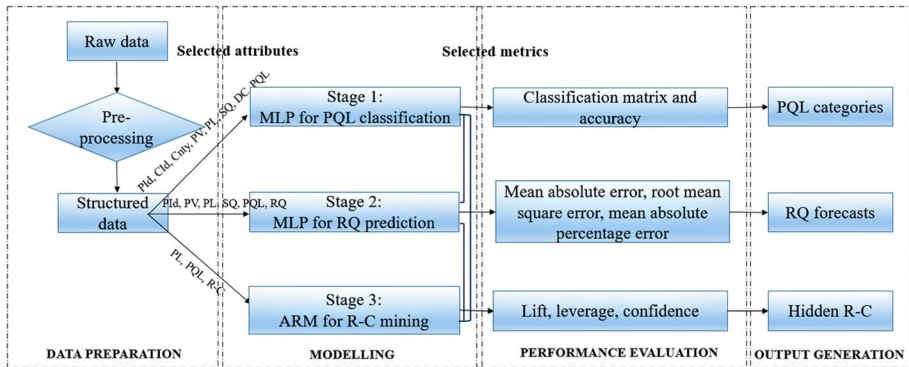 Raw data
Selected attributes
Selected metrics
Pre-
processing
Structured
data
PId, CId, Cnty, PV, PL, SQ, DC, PQL
PId, PV, PL, SQ, PQL, RQ
PL, PQL, R-C
Stage 1:
MLP for PQL classification
Classification matrix and
accuracy
PQL categories
Stage 2:
MLP for RQ prediction
Mean absolute error, root mean
square error, mean absolute
percentage error
RQ forecasts
Stage 3:
ARM for R-C mining
Lift, leverage, confidence
Hidden R-C
DATA PREPARATION
MODELLING
PERFORMANCE EVALUATION
OUTPUT GENERATION